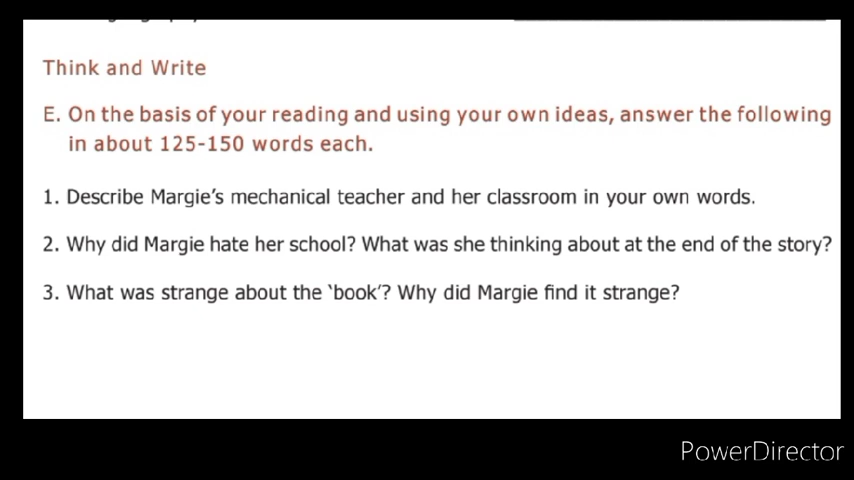 Think and Write
E. On the basis of your reading and using your own ideas, answer the following
in about 125-150 words each.
1. Describe Margie's mechanical teacher and her classroom in your own words.
2. Why did Margie hate her school? What was she thinking about at the end of the story?
3. What was strange about the ‘book’? Why did Margie find it strange?
PowerDirector